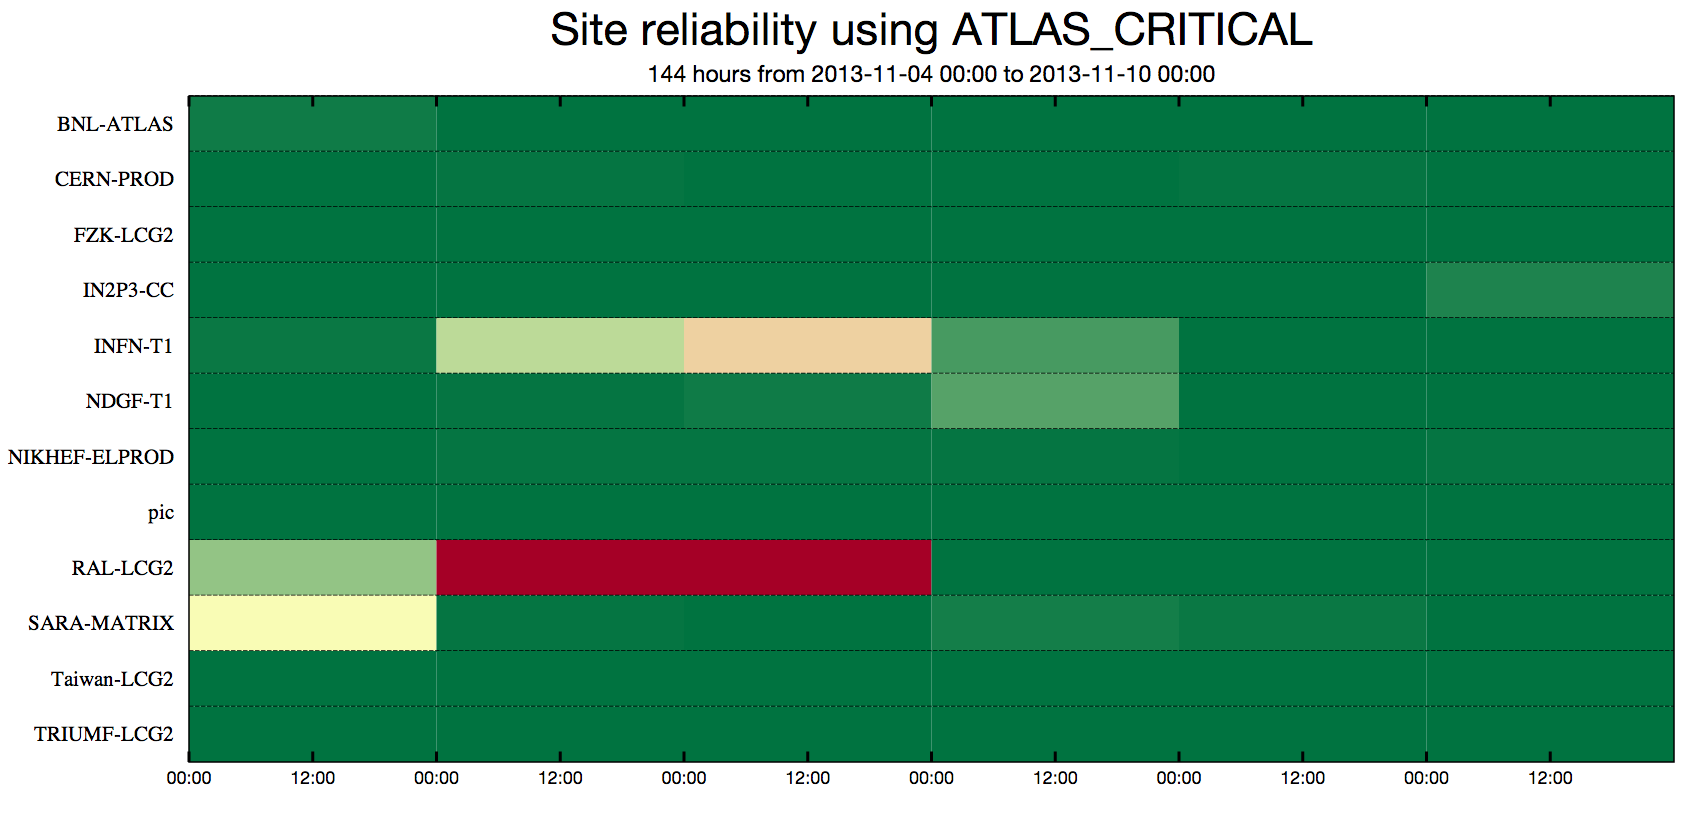 Site reliability using ATLAS_CRITICAL
144 hours from 2013-11-04 00:00 to 2013-11-10 00:00
BNL-ATLAS
CERN-PROD
FZK-LCG2
IN2P3-CC
INFN-T1
NDGF-T1
NIKHEF-ELPROD
pic
RAL-LCG2
SARA-MATRIX
Taiwan-LCG2
TRIUMF-LCG2
00:00 12:00 00:00 12:00 00:00 12:00 00:00 12:00 00:00 12:00 00:00 12:00